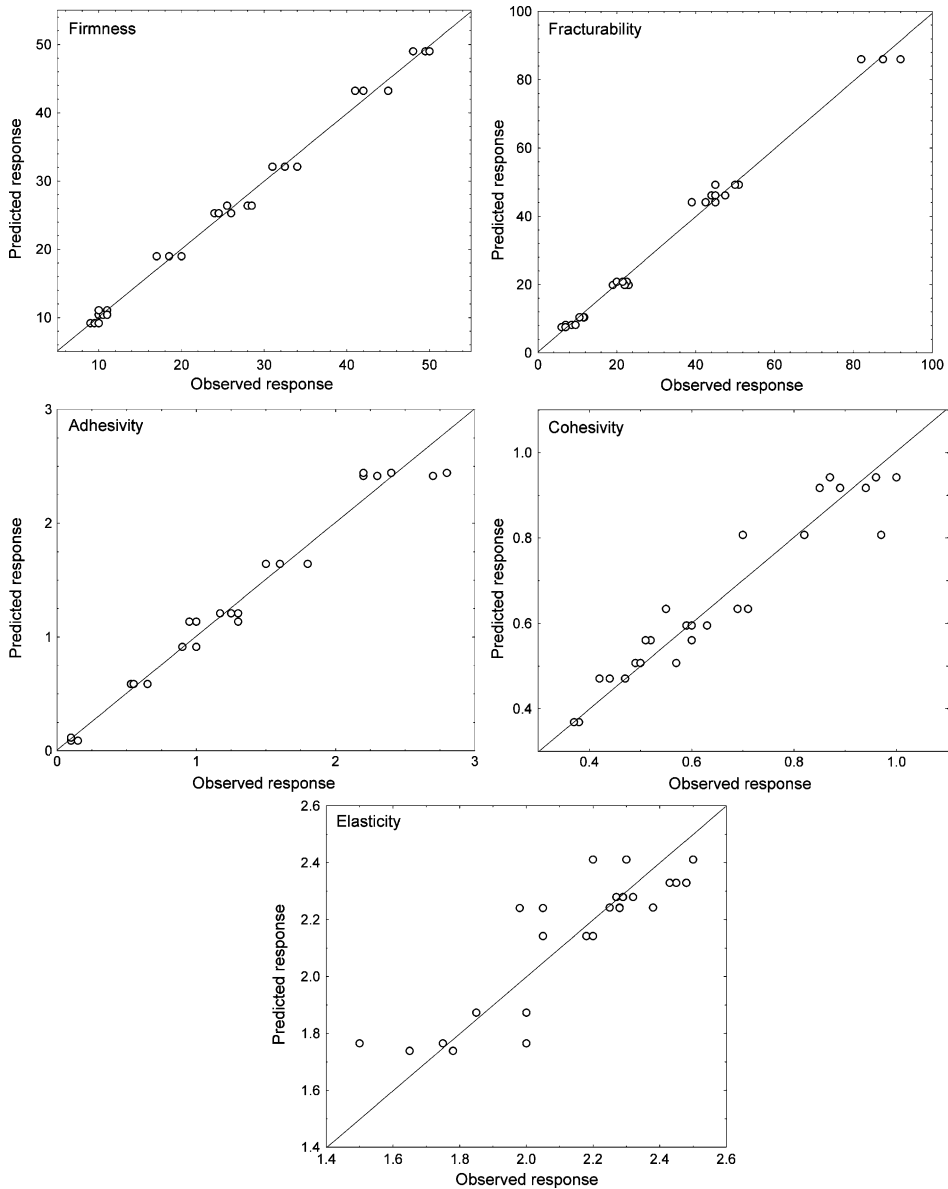 Firmness
Predicted response
50
40
30
20
10
10 20 30 40 50
Observed response
Fracturability
Predicted response
100
80
60
40
20
0
0 20 40 60 80 100
Observed response
Adhesivity
Predicted response
3
2
1
0
0 1 2 3
Observed response
Cohesivity
Predicted response
1.0
0.8
0.6
0.4
0.4 0.6 0.8 1.0
Observed response
Elasticity
Predicted response
2.6
2.4
2.2
2.0
1.8
1.6
1.4
1.4 1.6 1.8 2.0 2.2 2.4 2.6
Observed response